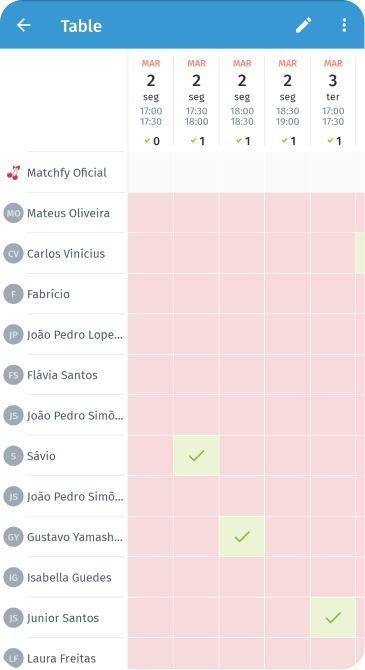 Table
MAR MAR MAR MAR MAR
2 2 2 2 3
seg seg seg seg ter
17:00 17:30 18:00 18:30 17:00
17:30 18:00 18:30 19:00 17:30
0 1 1 1 1
Matchfy Oficial
MO Mateus Oliveira
CV Carlos Vinícius
F Fabrício
JP João Pedro Lope...
FS Flávia Santos
JS João Pedro Simõ...
S Sávio
JS João Pedro Simõ...
GY Gustavo Yamash...
IG Isabella Guedes
JS Junior Santos
LF Laura Freitas